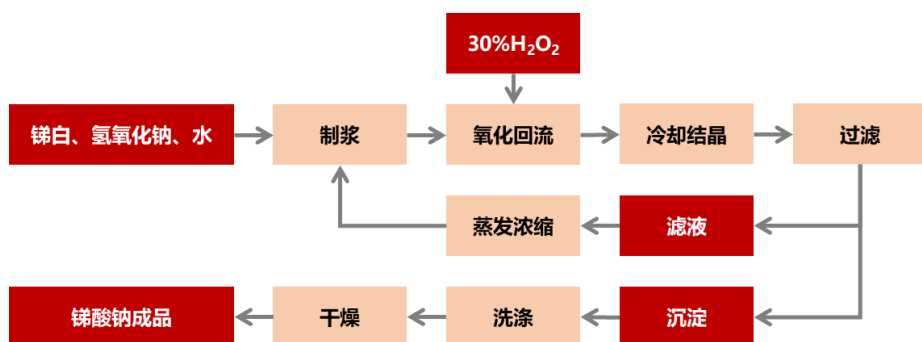 30%H₂O₂
锑白、氢氧化钠、水
制浆
氧化回流
冷却结晶
过滤
蒸发浓缩
滤液
锑酸钠成品
干燥
洗涤
沉淀